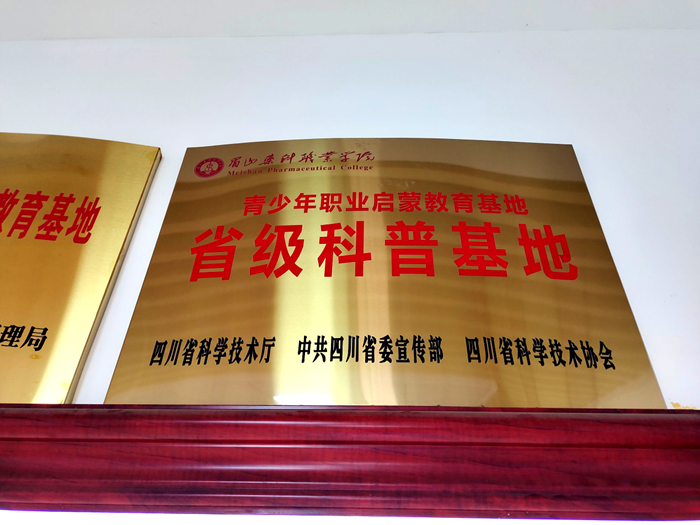 教育基地
理局
眉山药科职业学院
Meishan Pharmaceutical College
青少年职业启蒙教育基地
省级科普基地
四川省科学技术厅 中共四川省委宣传部 四川省科学技术协会